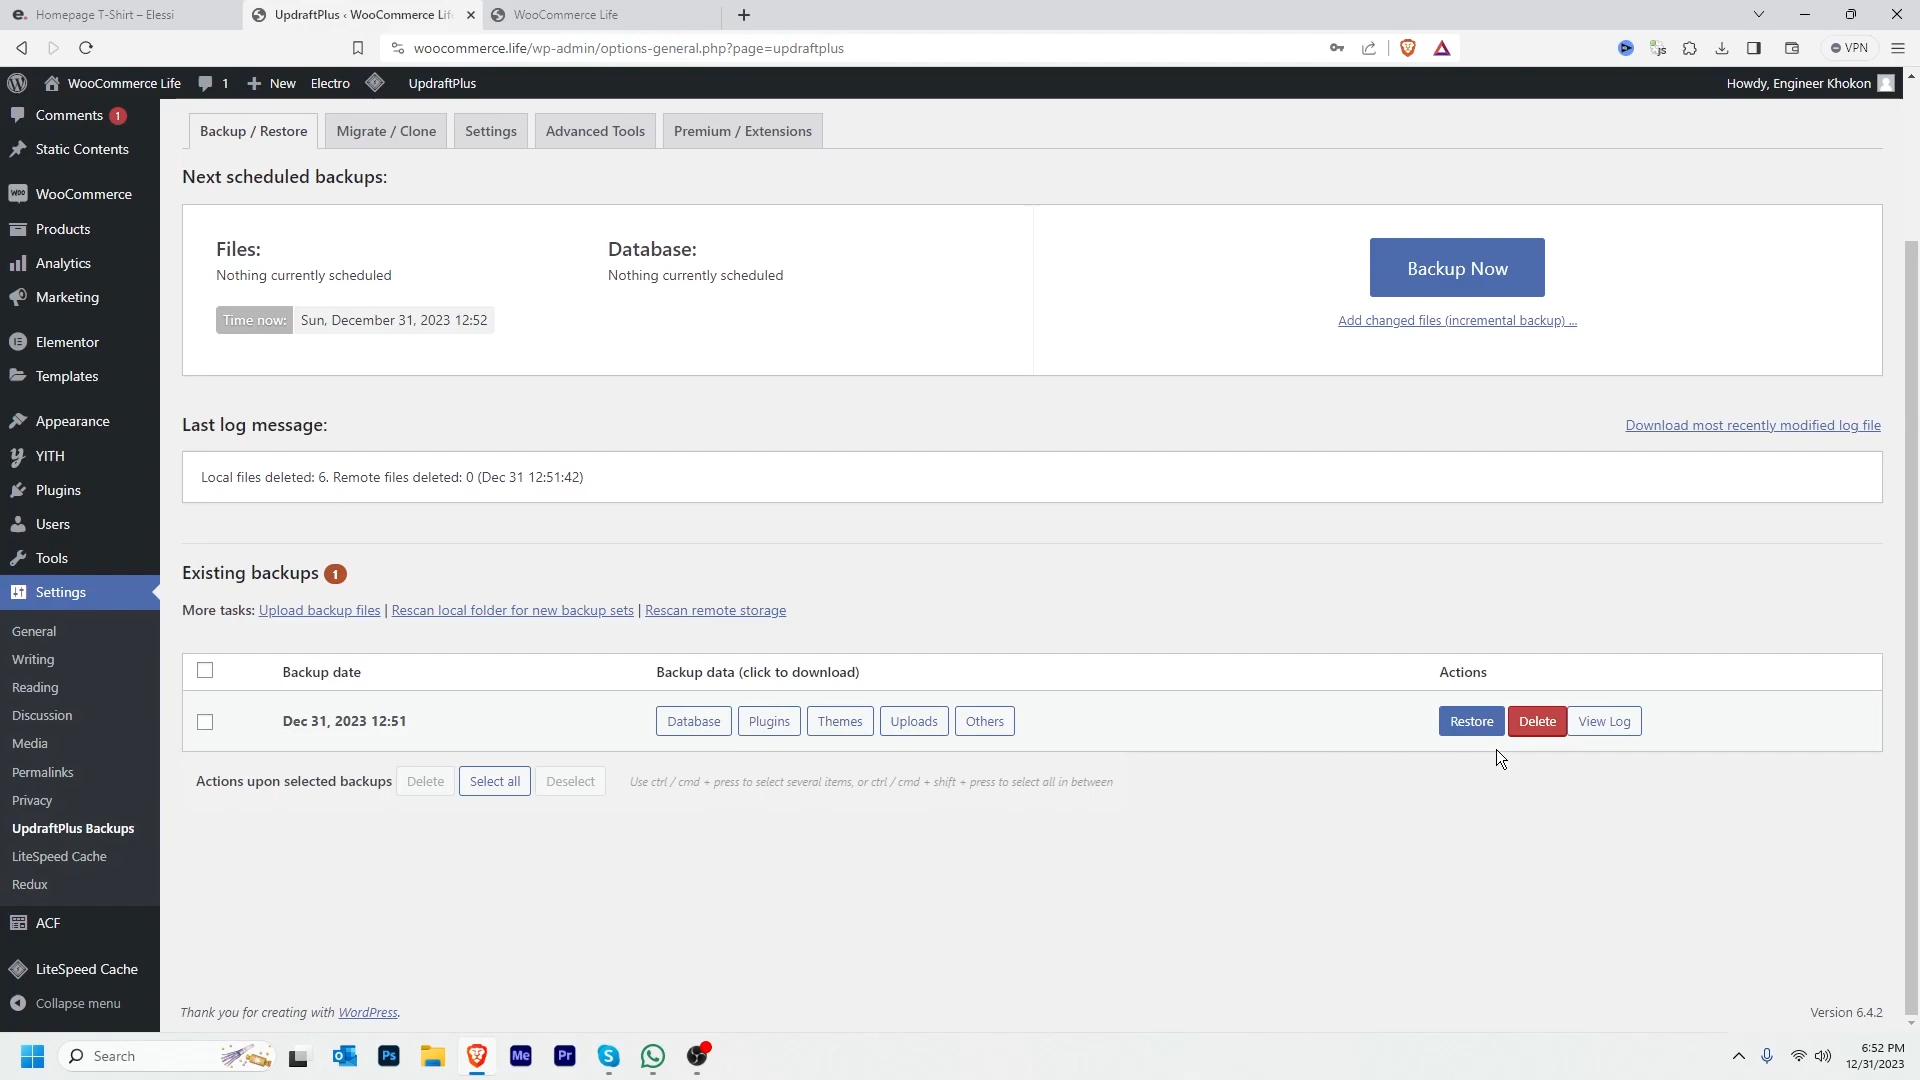 Homepage T-Shirt – Elessi
UpdraftPlus ‹ WooCommerce Lif
WooCommerce Life
woocommerce.life/wp-admin/options-general.php?page=updraftplus
VPN
WooCommerce Life
1
New
Electro
UpdraftPlus
Howdy, Engineer Khokon
Comments 1
Static Contents
WooCommerce
Products
Analytics
Marketing
Elementor
Templates
Appearance
YITH
Plugins
Users
Tools
Settings
General
Writing
Reading
Discussion
Media
Permalinks
Privacy
UpdraftPlus Backups
LiteSpeed Cache
Redux
ACF
LiteSpeed Cache
Collapse menu
Backup / Restore
Migrate / Clone
Settings
Advanced Tools
Premium / Extensions
Next scheduled backups:
Files:
Nothing currently scheduled
Database:
Nothing currently scheduled
Time now: Sun, December 31, 2023 12:52
Backup Now
Add changed files (incremental backup) ...
Last log message:
Download most recently modified log file
Local files deleted: 6. Remote files deleted: 0 (Dec 31 12:51:42)
Existing backups 1
More tasks: Upload backup files | Rescan local folder for new backup sets | Rescan remote storage
Backup date
Backup data (click to download)
Actions
Dec 31, 2023 12:51
Database
Plugins
Themes
Uploads
Others
Restore
Delete
View Log
Actions upon selected backups
Delete
Select all
Deselect
Use ctrl / cmd + press to select several items, or ctrl / cmd + shift + press to select all in between
Thank you for creating with WordPress.
Version 6.4.2
Search
Ps
Me
Pr
6:52 PM
12/31/2023